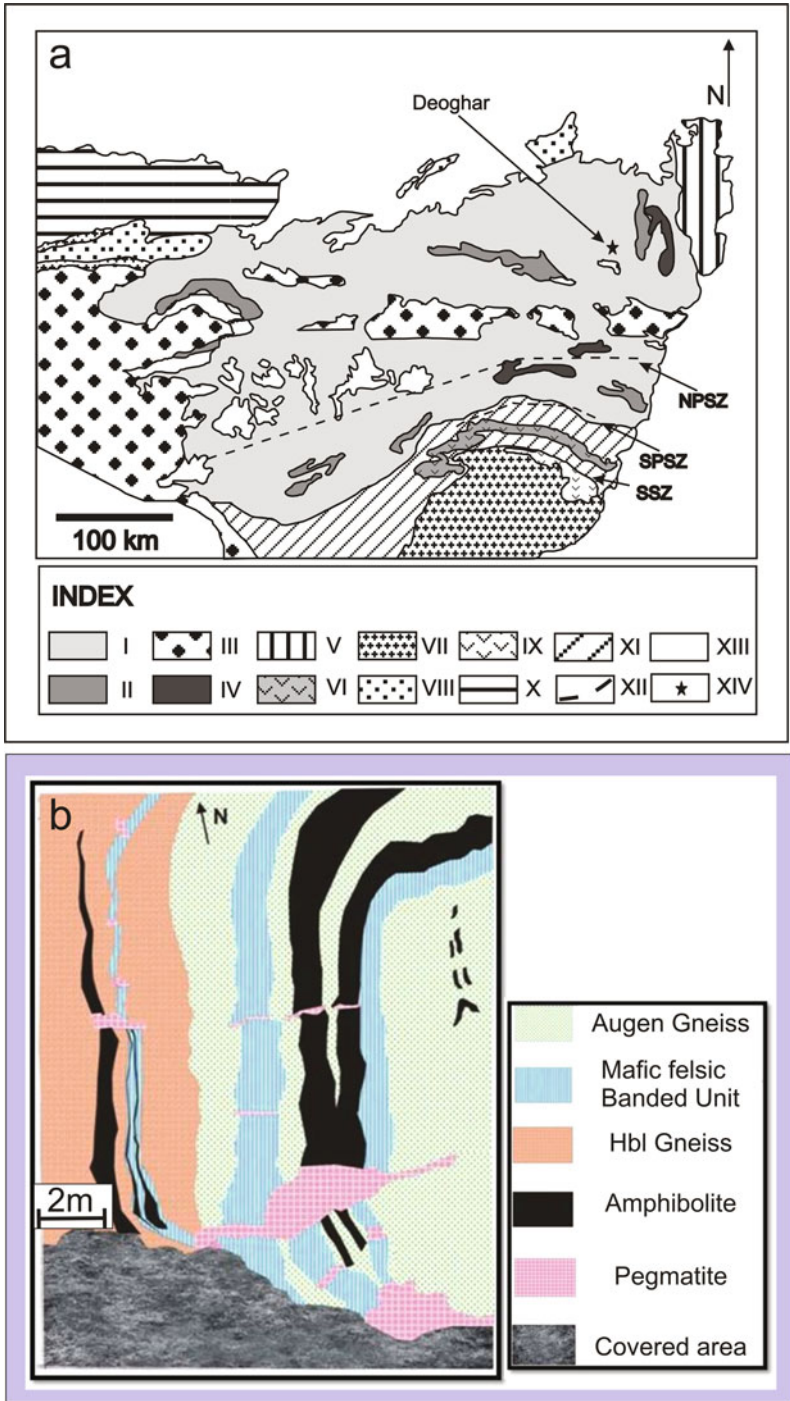 a
N
Deoghar
NPSZ
SPSZ
SSZ
100 km
INDEX
I III V VII IX XI XIII
II IV VI VIII X XII XIV
b
N
2m
Augen Gneiss
Mafic felsic
Banded Unit
Hbl Gneiss
Amphibolite
Pegmatite
Covered area